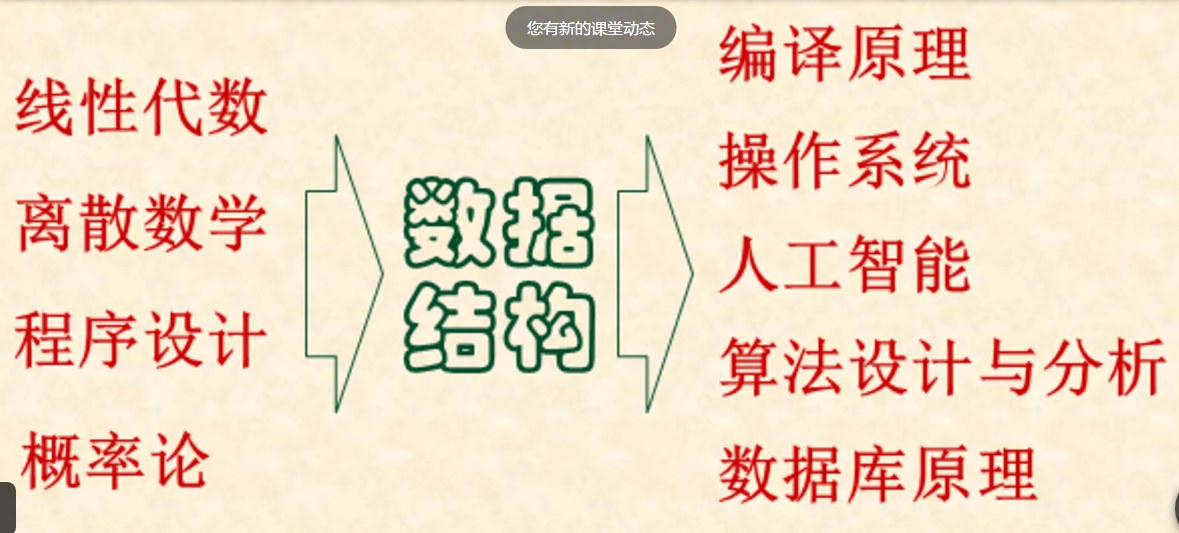 您有新的课堂动态
线性代数
离散数学
程序设计
概率论
数据
结构
编译原理
操作系统
人工智能
算法设计与分析
数据库原理